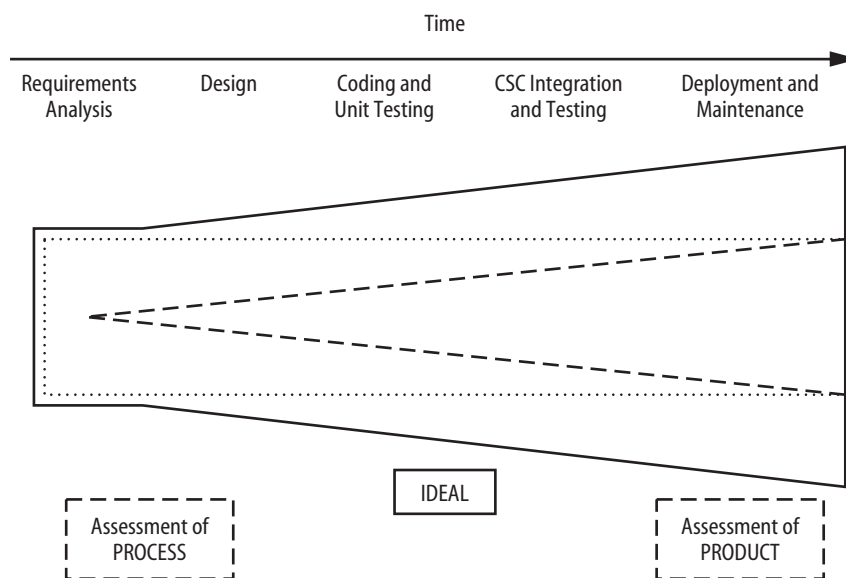 Time
Requirements Analysis
Design
Coding and Unit Testing
CSC Integration and Testing
Deployment and Maintenance
IDEAL
Assessment of
PROCESS
Assessment of
PRODUCT